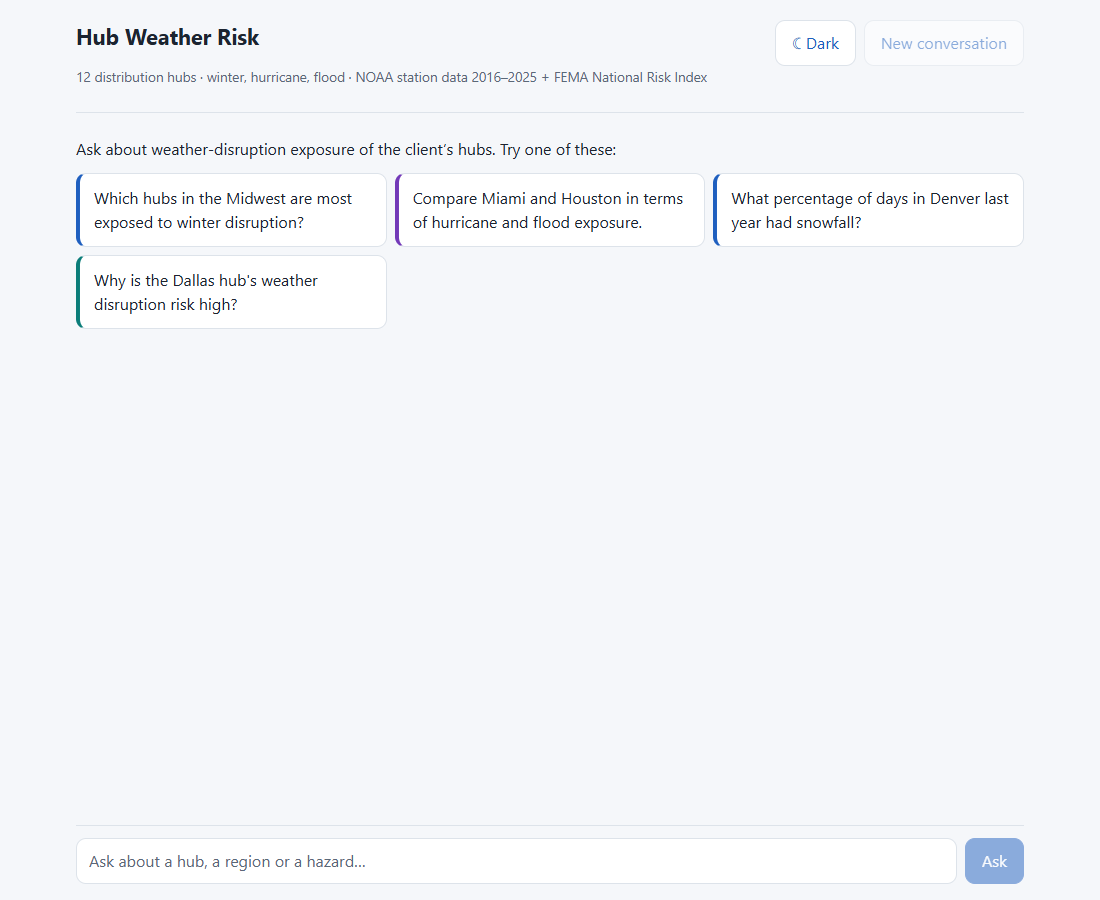 Hub Weather Risk
☾ Dark
New conversation
12 distribution hubs · winter, hurricane, flood · NOAA station data 2016–2025 + FEMA National Risk Index
Ask about weather-disruption exposure of the client’s hubs. Try one of these:
Which hubs in the Midwest are most
exposed to winter disruption?
Compare Miami and Houston in terms
of hurricane and flood exposure.
What percentage of days in Denver last
year had snowfall?
Why is the Dallas hub's weather
disruption risk high?
Ask about a hub, a region or a hazard...
Ask